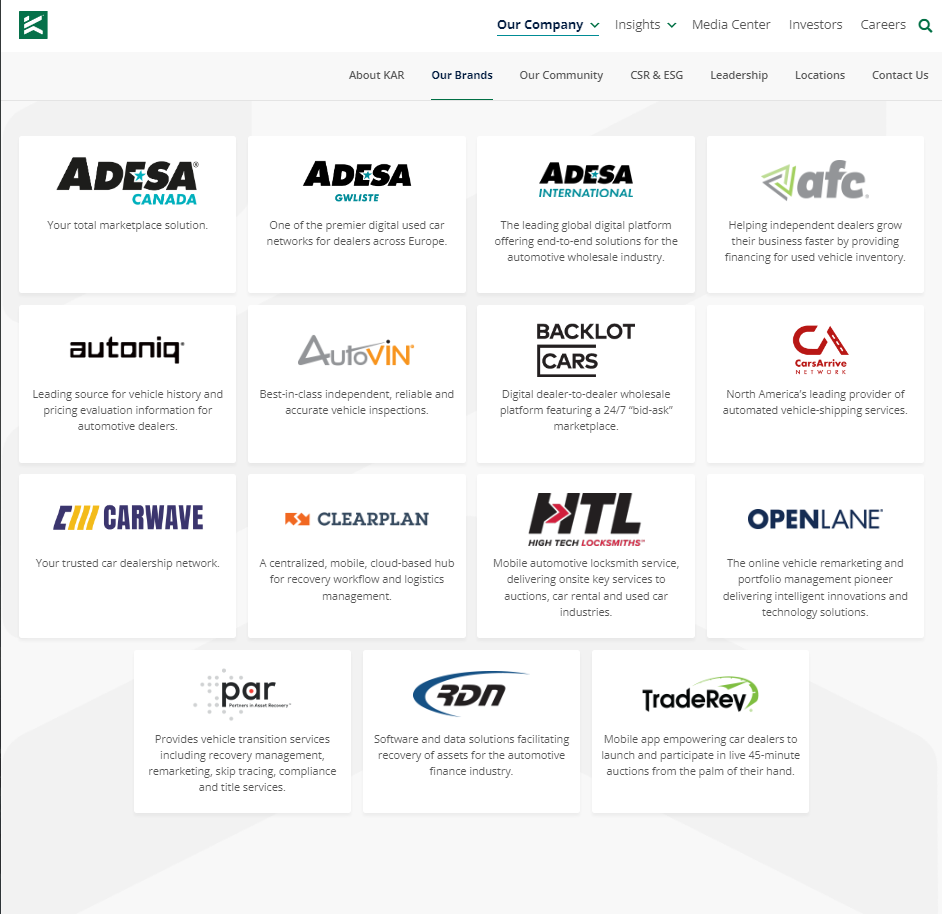 Our Company Insights Media Center Investors Careers
About KAR Our Brands Our Community CSR & ESG Leadership Locations Contact Us
ADESA®
CANADA
Your total marketplace solution.
ADESA
GWLISTE
One of the premier digital used car
networks for dealers across Europe.
ADESA
INTERNATIONAL
The leading global digital platform
offering end-to-end solutions for the
automotive wholesale industry.
afc
Helping independent dealers grow
their business faster by providing
financing for used vehicle inventory.
autoniq
Leading source for vehicle history and
pricing evaluation information for
automotive dealers.
AutoVIN
Best-in-class independent, reliable and
accurate vehicle inspections.
BACKLOT
CARS
Digital dealer-to-dealer wholesale
platform featuring a 24/7 “bid-ask”
marketplace.
CA
CarsArrive
NETWORK
North America’s leading provider of
automated vehicle-shipping services.
CARWAVE
Your trusted car dealership network.
CLEARPLAN
A centralized, mobile, cloud-based hub
for recovery workflow and logistics
management.
HTL
HIGH TECH LOCKSMITHS™
Mobile automotive locksmith service,
delivering onsite key services to
auctions, car rental and used car
industries.
OPENLANE
The online vehicle remarketing and
portfolio management pioneer
delivering intelligent innovations and
technology solutions.
par
Partners in Asset Recovery™
Provides vehicle transition services
including recovery management,
remarketing, skip tracing, compliance
and title services.
RDN
Software and data solutions facilitating
recovery of assets for the automotive
finance industry.
TradeRev
Mobile app empowering car dealers to
launch and participate in live 45-minute
auctions from the palm of their hand.